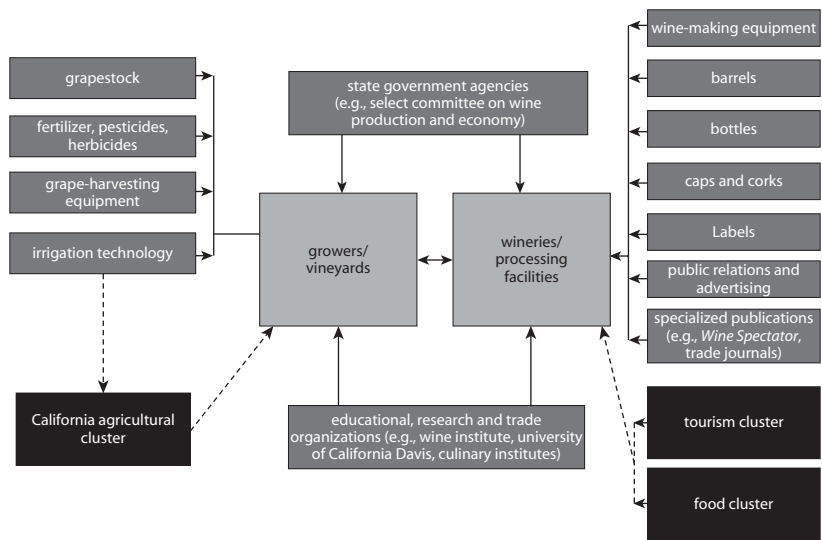 grapestock
fertilizer, pesticides,
herbicides
grape-harvesting
equipment
irrigation technology
California agricultural
cluster
state government agencies
(e.g., select committee on wine
production and economy)
growers/
vineyards
wineries/
processing
facilities
educational, research and trade
organizations (e.g., wine institute, university
of California Davis, culinary institutes)
wine-making equipment
barrels
bottles
caps and corks
Labels
public relations and
advertising
specialized publications
(e.g., Wine Spectator,
trade journals)
tourism cluster
food cluster